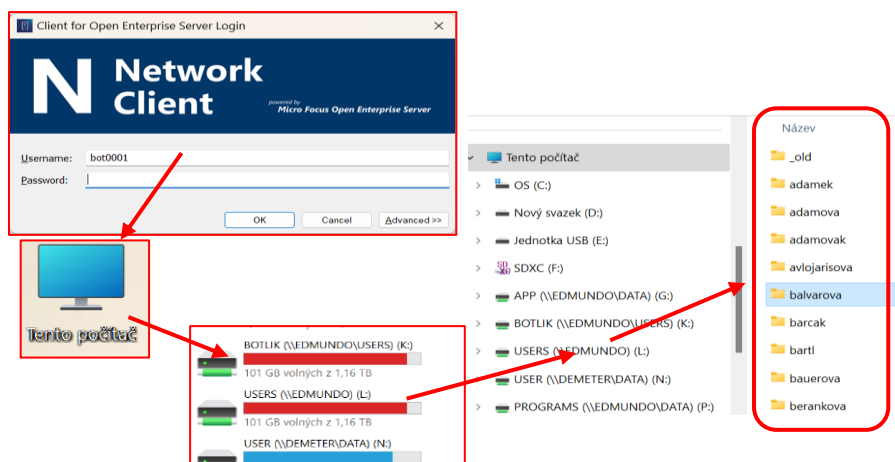 Client for Open Enterprise Server Login
N Network
Client
powered by
Micro Focus Open Enterprise Server
Username: bot0001
Password:
OK Cancel Advanced >>
Tento počítač
BOTLIK (\\EDMUNDO\USERS) (K:)
101 GB volných z 1,16 TB
USERS (\\EDMUNDO) (L:)
101 GB volných z 1,16 TB
USER (\\DEMETER\DATA) (N:)
Tento počítač
OS (C:)
Nový svazek (D:)
Jednotka USB (E:)
SDXC (F:)
APP (\\EDMUNDO\DATA) (G:)
BOTLIK (\\EDMUNDO\USERS) (K:)
USERS (\\EDMUNDO) (L:)
USER (\\DEMETER\DATA) (N:)
PROGRAMS (\\EDMUNDO\DATA) (P:)
Název
_old
adamek
adamova
adamovak
avlojarisova
balvarova
barcak
bartl
bauerova
berankova